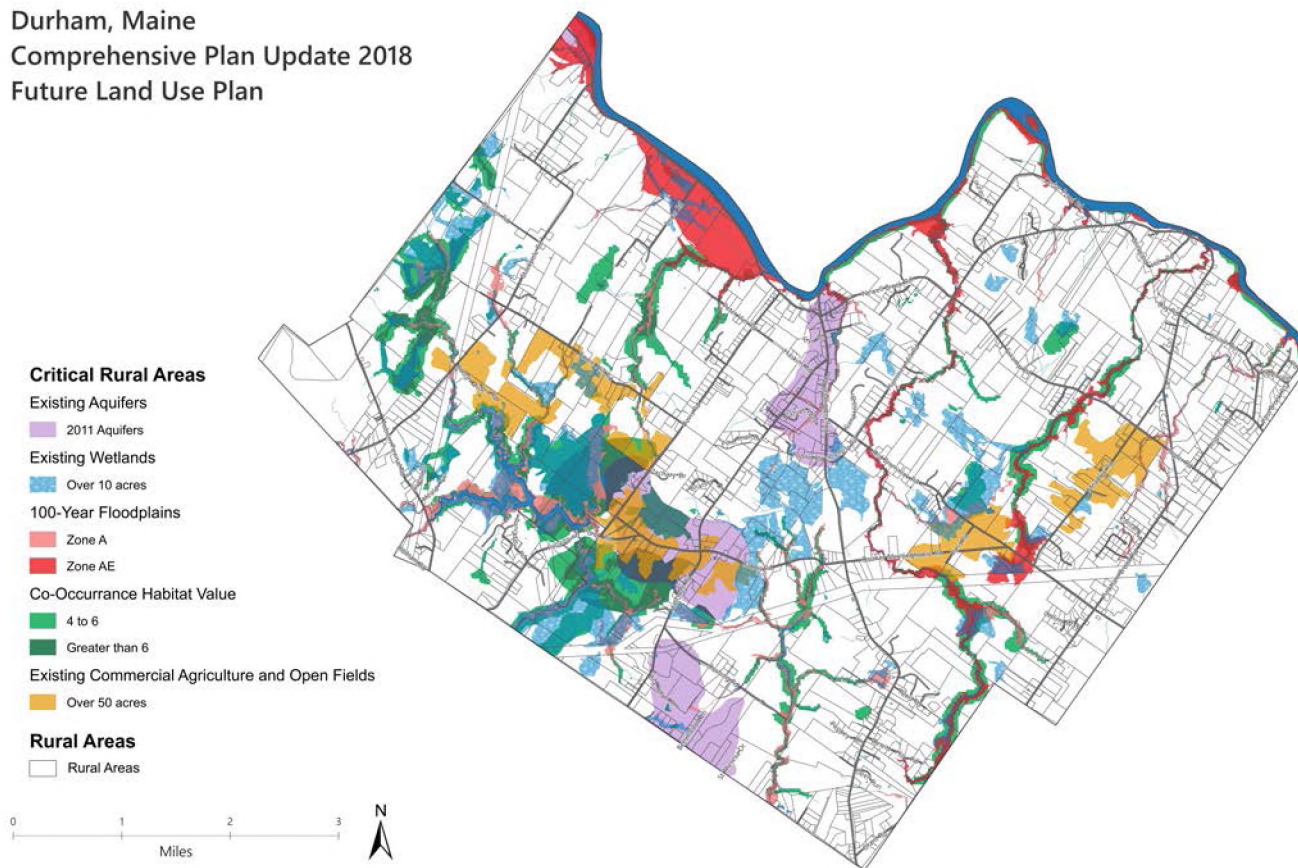 Durham, Maine
Comprehensive Plan Update 2018
Future Land Use Plan
Critical Rural Areas
Existing Aquifers
2011 Aquifers
Existing Wetlands
Over 10 acres
100-Year Floodplains
Zone A
Zone AE
Co-Occurrance Habitat Value
4 to 6
Greater than 6
Existing Commercial Agriculture and Open Fields
Over 50 acres
Rural Areas
Rural Areas
0 1 2 3
Miles
N